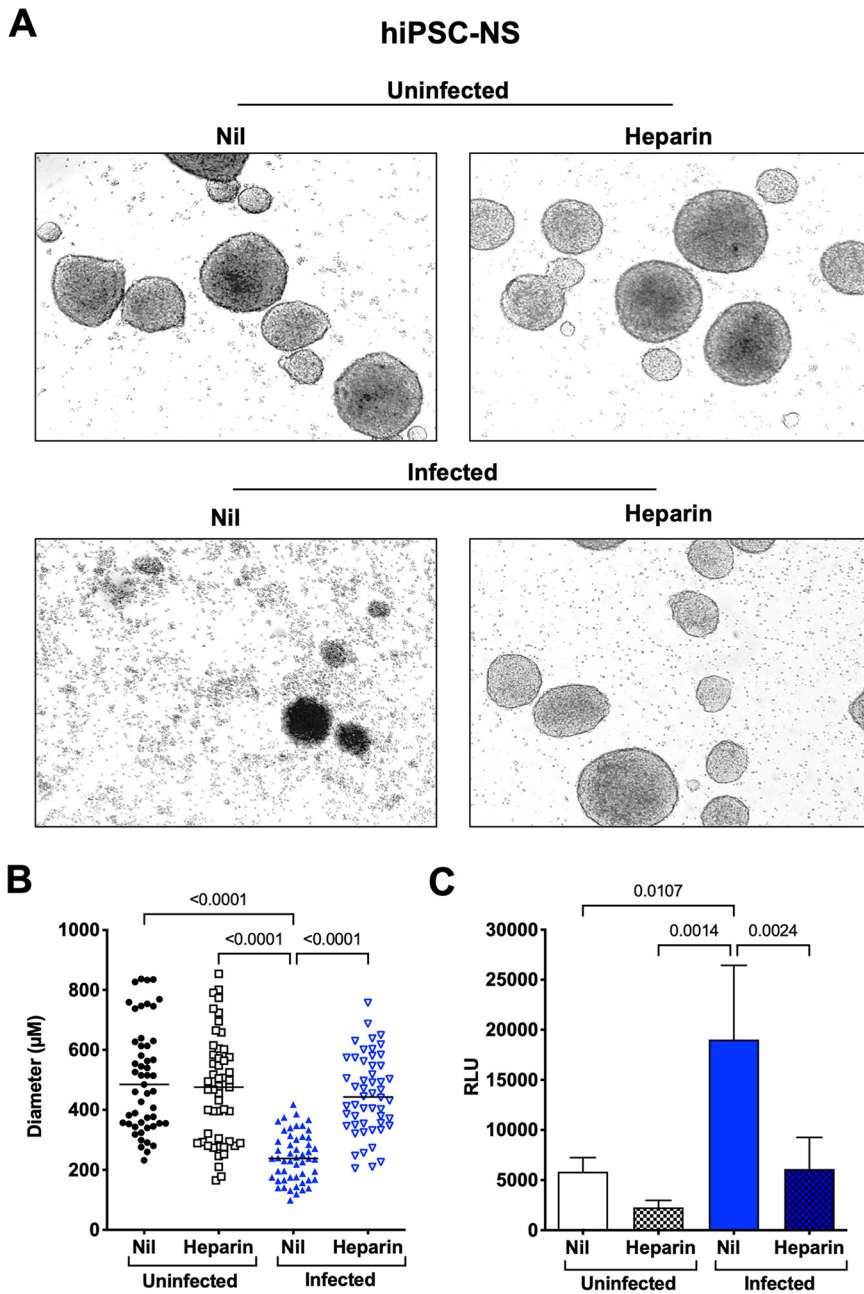 A
hiPSC-NS
Uninfected
Nil Heparin
Infected
Nil Heparin
B
<0.0001
<0.0001 <0.0001
1000
800
600
400
200
0
Diameter (µM)
Nil Heparin Nil Heparin
Uninfected Infected
C
0.0107
0.0014 0.0024
30000
25000
20000
15000
10000
5000
0
RLU
Nil Heparin Nil Heparin
Uninfected Infected